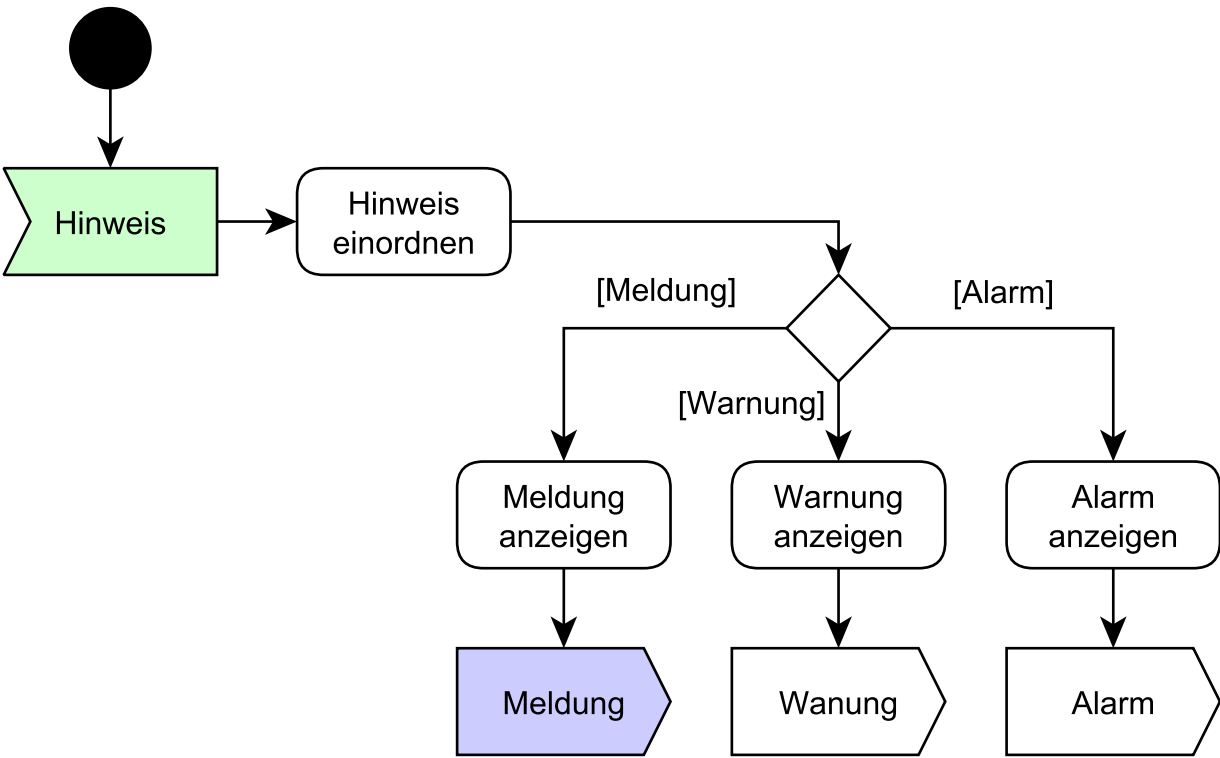 Hinweis
Hinweis
einordnen
[Meldung]
[Alarm]
[Warnung]
Meldung
anzeigen
Warnung
anzeigen
Alarm
anzeigen
Meldung
Wanung
Alarm